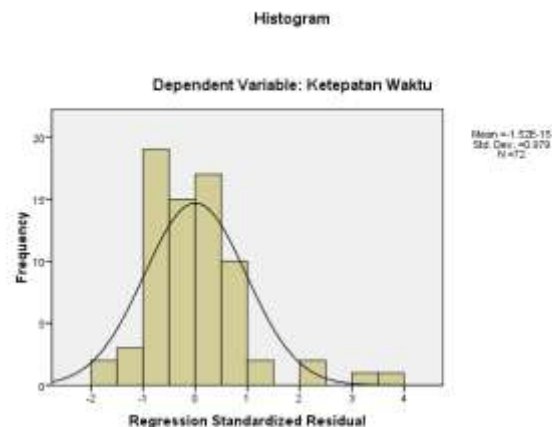 Histogram
Dependent Variable: Ketepatan Waktu
Mean =-1.52E-15
Std. Dev. =0.979
N =72
20
15
10
5
0
Frequency
-2
-1
0
1
2
3
4
Regression Standardized Residual